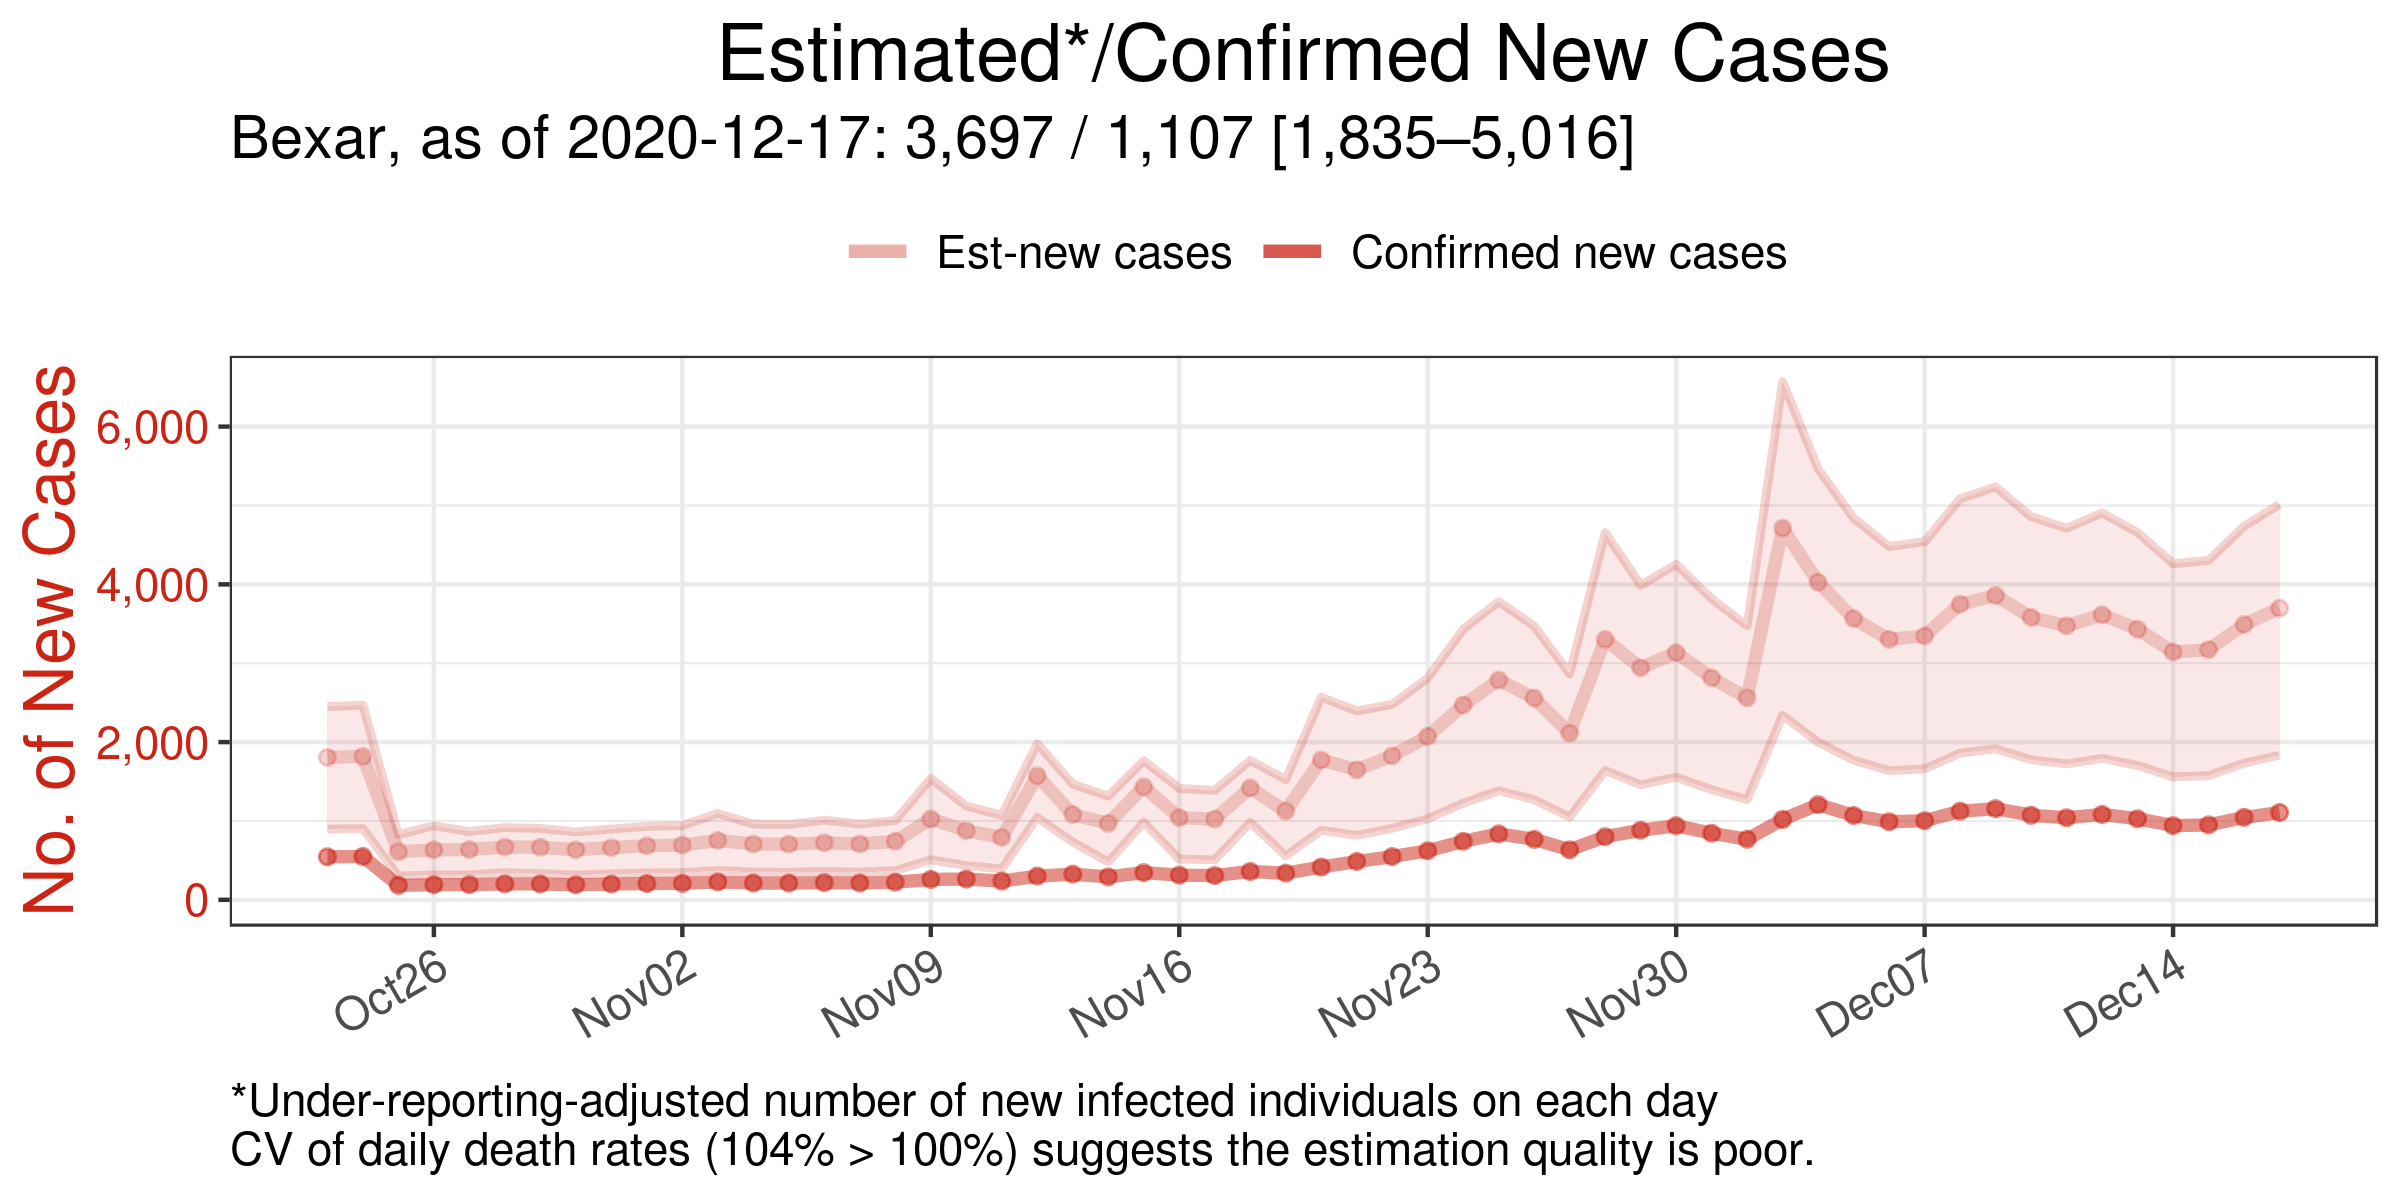 Estimated*/Confirmed New Cases
Bexar, as of 2020-12-17: 3,697 / 1,107 [1,835–5,016]
Est-new cases
Confirmed new cases
No. of New Cases
6,000
4,000
2,000
0
Oct26
Nov02
Nov09
Nov16
Nov23
Nov30
Dec07
Dec14
*Under-reporting-adjusted number of new infected individuals on each day
CV of daily death rates (104% > 100%) suggests the estimation quality is poor.